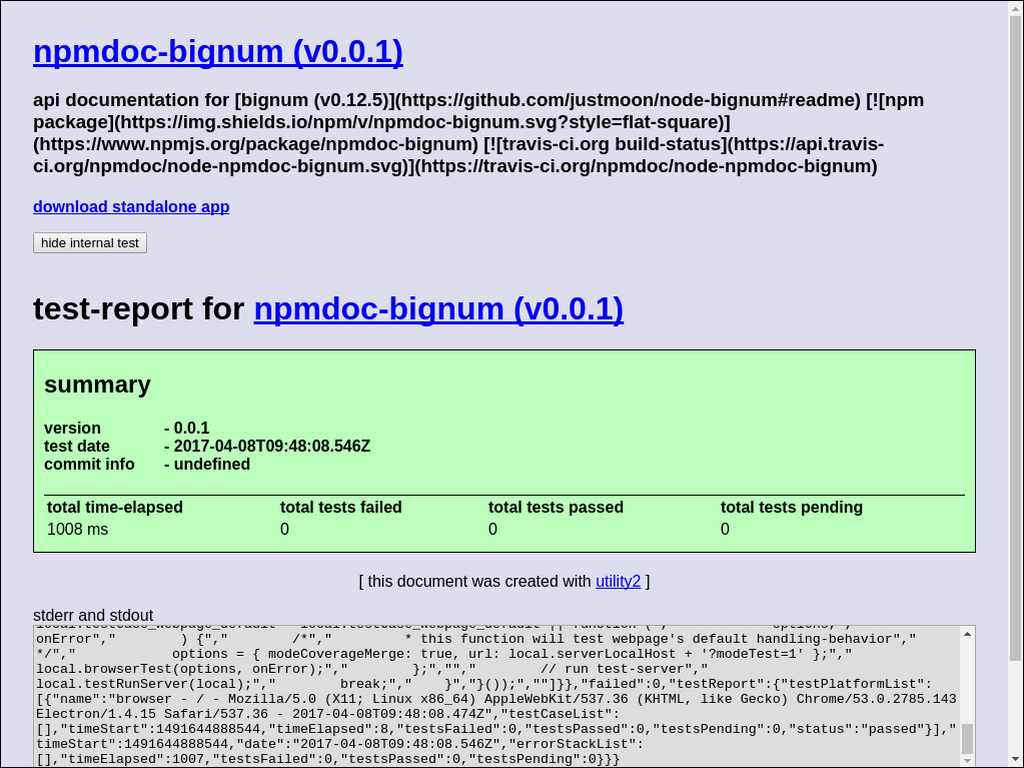 npmdoc-bignum (v0.0.1)
api documentation for [bignum (v0.12.5)](https://github.com/justmoon/node-bignum#readme) [![npm
package](https://img.shields.io/npm/v/npmdoc-bignum.svg?style=flat-square)]
(https://www.npmjs.org/package/npmdoc-bignum) [![travis-ci.org build-status](https://api.travis-
ci.org/npmdoc/node-npmdoc-bignum.svg)](https://travis-ci.org/npmdoc/node-npmdoc-bignum)
download standalone app
hide internal test
test-report for npmdoc-bignum (v0.0.1)
summary
version - 0.0.1
test date - 2017-04-08T09:48:08.546Z
commit info - undefined
total time-elapsed total tests failed total tests passed total tests pending
1008 ms 0 0 0
[ this document was created with utility2 ]
stderr and stdout
local.testCase_webpage_default = local.testCase_webpage_default || function (","             options,","
onError","        ) {","        /*","         * this function will test webpage's default handling-behavior","
*/","            options = { modeCoverageMerge: true, url: local.serverLocalHost + '?modeTest=1' };","
local.browserTest(options, onError);","        };","","        // run test-server","
local.testRunServer(local);","        break;","    }","}());",""]}},"failed":0,"testReport":{"testPlatformList":
[{"name":"browser - / - Mozilla/5.0 (X11; Linux x86_64) AppleWebKit/537.36 (KHTML, like Gecko) Chrome/53.0.2785.143
Electron/1.4.15 Safari/537.36 - 2017-04-08T09:48:08.474Z","testCaseList":
[],"timeStart":1491644888544,"timeElapsed":8,"testsFailed":0,"testsPassed":0,"testsPending":0,"status":"passed"}],"
timeStart":1491644888544,"date":"2017-04-08T09:48:08.546Z","errorStackList":
[],"timeElapsed":1007,"testsFailed":0,"testsPassed":0,"testsPending":0}}}